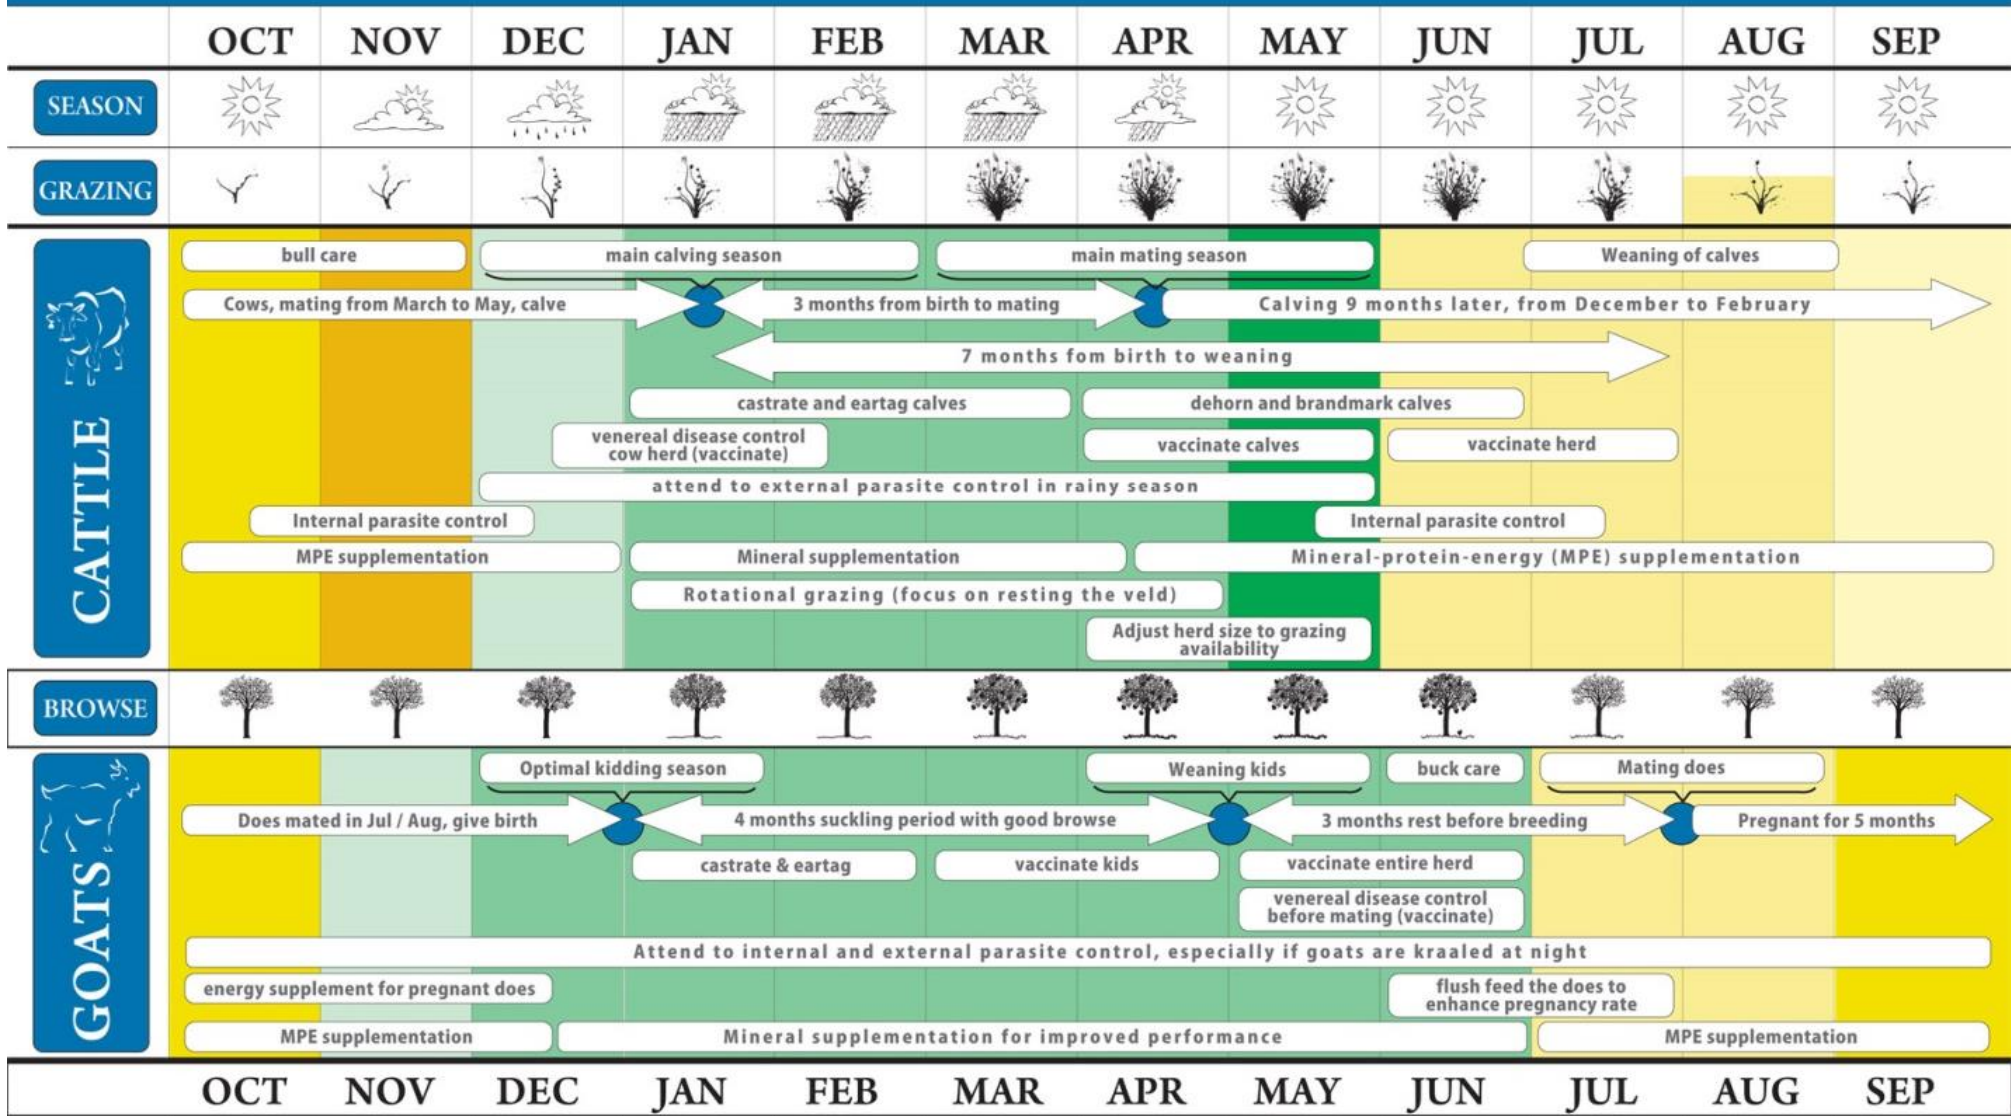 OCT NOV DEC JAN FEB MAR APR MAY JUN JUL AUG SEP
SEASON
GRAZING
CATTLE
bull care
main calving season
main mating season
Weaning of calves
Cows, mating from March to May, calve
3 months from birth to mating
Calving 9 months later, from December to February
7 months fom birth to weaning
castrate and eartag calves
dehorn and brandmark calves
venereal disease control
cow herd (vaccinate)
vaccinate calves
vaccinate herd
attend to external parasite control in rainy season
Internal parasite control
Internal parasite control
MPE supplementation
Mineral supplementation
Mineral-protein-energy (MPE) supplementation
Rotational grazing (focus on resting the veld)
Adjust herd size to grazing
availability
BROWSE
GOATS
Optimal kidding season
Weaning kids
buck care
Mating does
Does mated in Jul / Aug, give birth
4 months suckling period with good browse
3 months rest before breeding
Pregnant for 5 months
castrate & eartag
vaccinate kids
vaccinate entire herd
venereal disease control
before mating (vaccinate)
Attend to internal and external parasite control, especially if goats are kraaled at night
energy supplement for pregnant does
flush feed the does to
enhance pregnancy rate
MPE supplementation
Mineral supplementation for improved performance
MPE supplementation
OCT NOV DEC JAN FEB MAR APR MAY JUN JUL AUG SEP